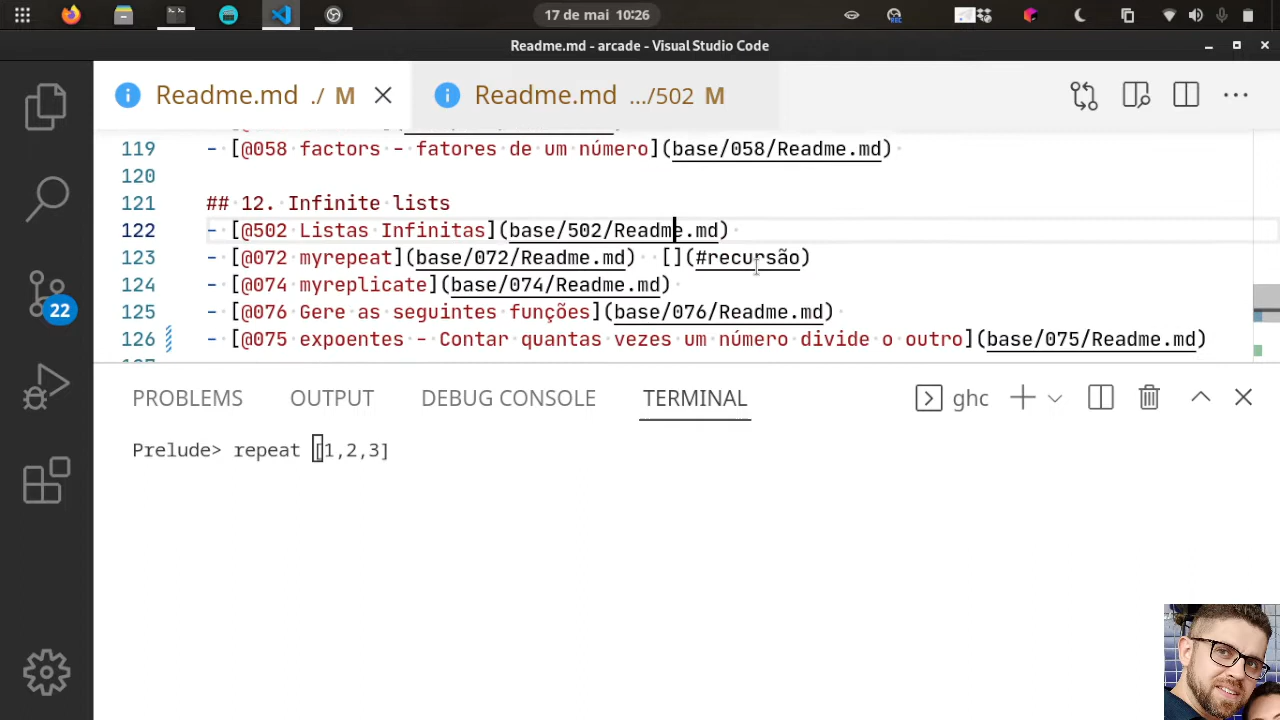 17 de mai 10:26
Readme.md - arcade - Visual Studio Code
Readme.md ./ M
Readme.md .../502 M
119 - [@058 factors - fatores de um número](base/058/Readme.md)
120
121 ## 12. Infinite lists
122 - [@502 Listas Infinitas](base/502/Readme.md)
123 - [@072 myrepeat](base/072/Readme.md) [](#recursão)
124 - [@074 myreplicate](base/074/Readme.md)
125 - [@076 Gere as seguintes funções](base/076/Readme.md)
126 - [@075 expoentes - Contar quantas vezes um número divide o outro](base/075/Readme.md)
22
PROBLEMS OUTPUT DEBUG CONSOLE TERMINAL ghc
Prelude> repeat [1,2,3]